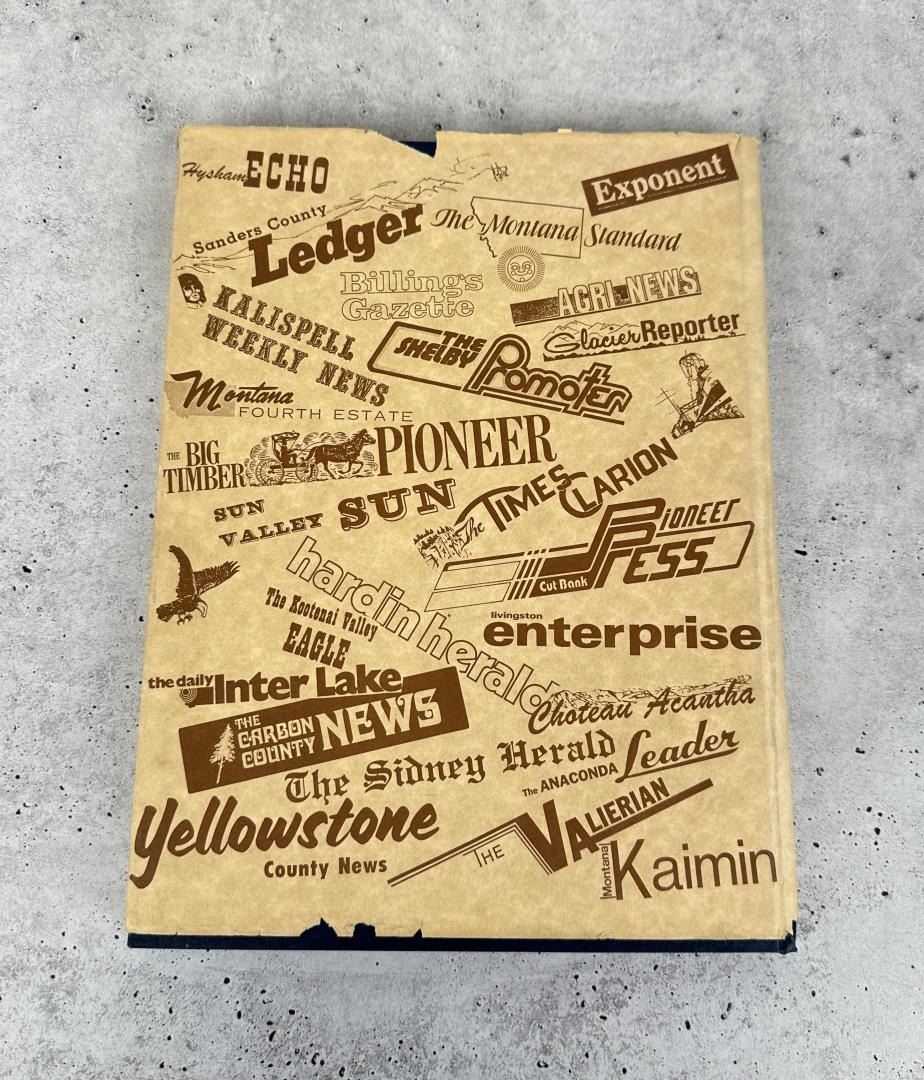 Hysham ECHO
Exponent
Sanders County
Ledger
The Montana Standard
Billings
Gazette
AGRI-NEWS
KALISPELL
WEEKLY NEWS
Glacier Reporter
THE
SHELBY
Promoter
Montana
FOURTH ESTATE
THE BIG
TIMBER
PIONEER
The TIMES CLARION
SUN
VALLEY SUN
Cut Bank
PIONEER
PRESS
hardin herald
The Kootenai Valley
EAGLE
livingston
enterprise
the daily Inter Lake
Choteau Acantha
THE
CARBON
COUNTY
NEWS
The Sidney Herald
The ANACONDA Leader
Yellowstone
County News
THE VALIERIAN
Montana Kaimin